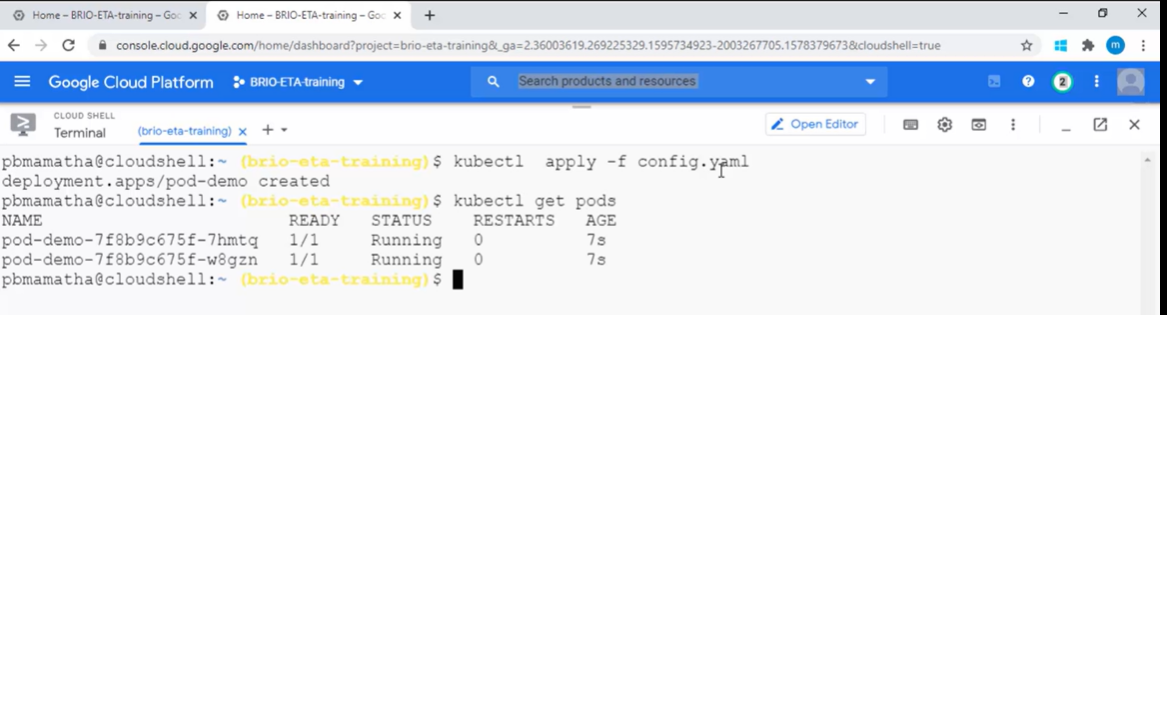 Home – BRIO-ETA-training – Goo
Home – BRIO-ETA-training – Goo
console.cloud.google.com/home/dashboard?project=brio-eta-training&_ga=2.36003619.269225329.1595734923-2003267705.1578379673&cloudshell=true
m
Google Cloud Platform
BRIO-ETA-training
Search products and resources
2
CLOUD SHELL
Terminal
(brio-eta-training)
Open Editor
pbmamatha@cloudshell:~ (brio-eta-training)$ kubectl  apply -f config.yaml
deployment.apps/pod-demo created
pbmamatha@cloudshell:~ (brio-eta-training)$ kubectl get pods
NAME READY STATUS RESTARTS AGE
pod-demo-7f8b9c675f-7hmtq 1/1 Running 0 7s
pod-demo-7f8b9c675f-w8gzn 1/1 Running 0 7s
pbmamatha@cloudshell:~ (brio-eta-training)$